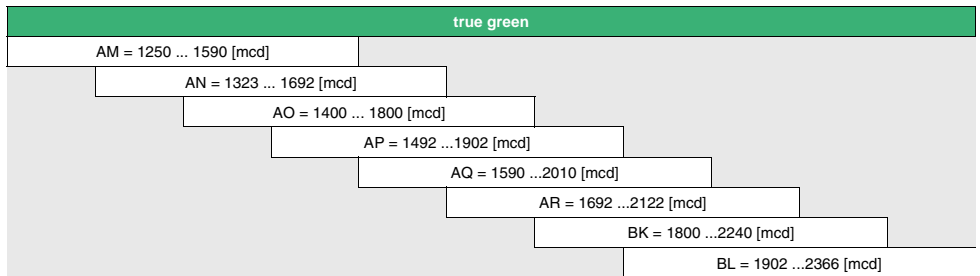 true green
AM = 1250 ... 1590 [mcd]
AN = 1323 ... 1692 [mcd]
AO = 1400 ... 1800 [mcd]
AP = 1492 ...1902 [mcd]
AQ = 1590 ...2010 [mcd]
AR = 1692 ...2122 [mcd]
BK = 1800 ...2240 [mcd]
BL = 1902 ...2366 [mcd]